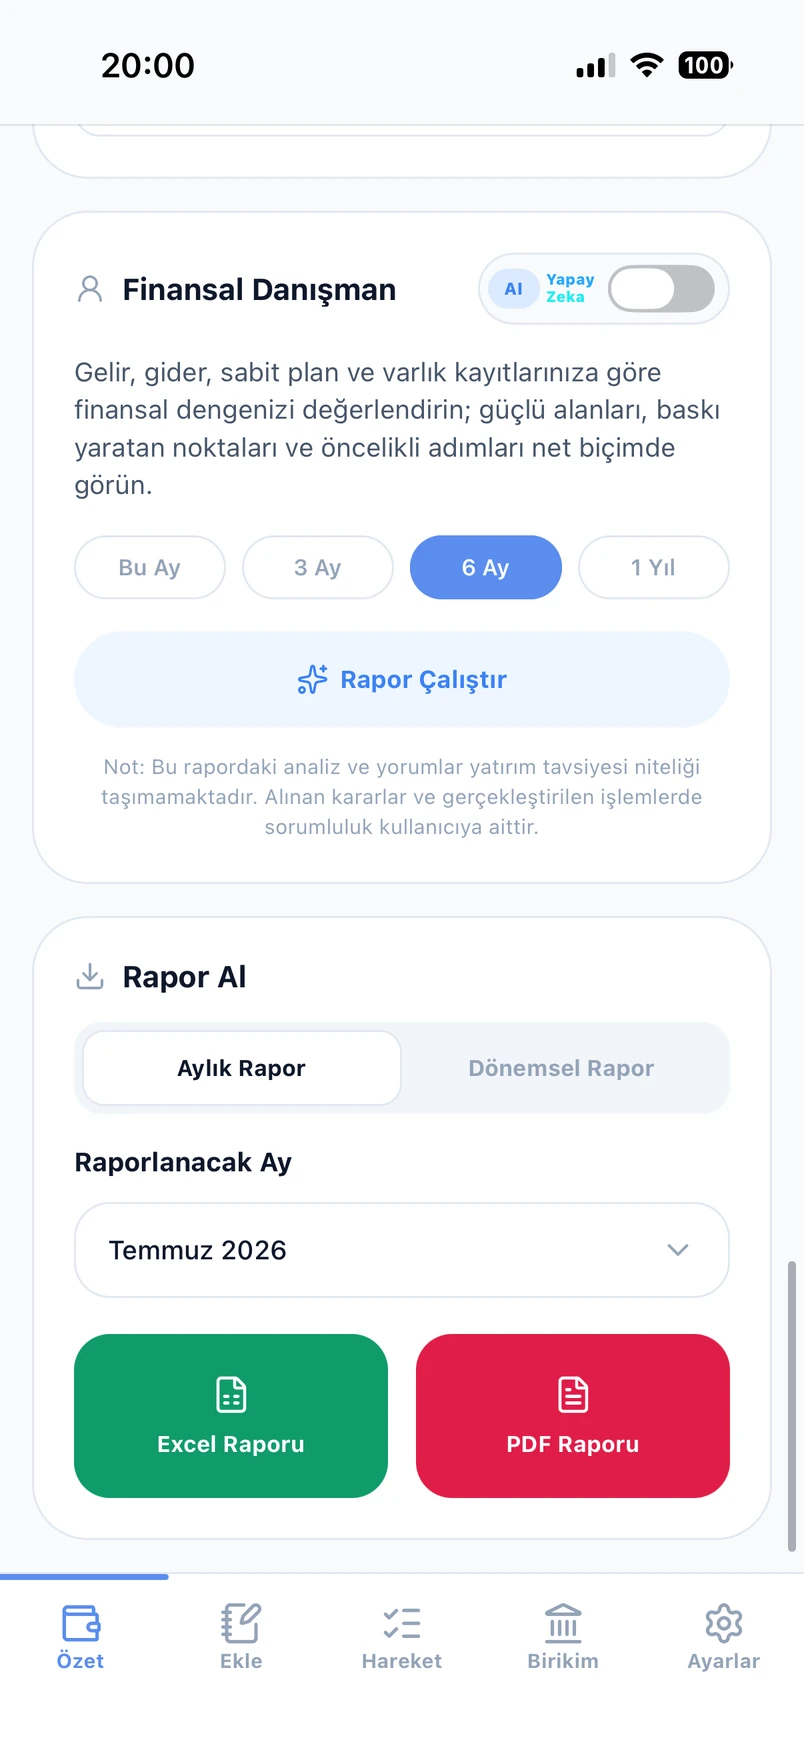 20:00
100
Finansal Danışman
AI
Yapay
Zeka
Gelir, gider, sabit plan ve varlık kayıtlarınıza göre
finansal dengenizi değerlendirin; güçlü alanları, baskı
yaratan noktaları ve öncelikli adımları net biçimde
görün.
Bu Ay
3 Ay
6 Ay
1 Yıl
Rapor Çalıştır
Not: Bu rapordaki analiz ve yorumlar yatırım tavsiyesi niteliği
taşımamaktadır. Alınan kararlar ve gerçekleştirilen işlemlerde
sorumluluk kullanıcıya aittir.
Rapor Al
Aylık Rapor
Dönemsel Rapor
Raporlanacak Ay
Temmuz 2026
Excel Raporu
PDF Raporu
Özet
Ekle
Hareket
Birikim
Ayarlar